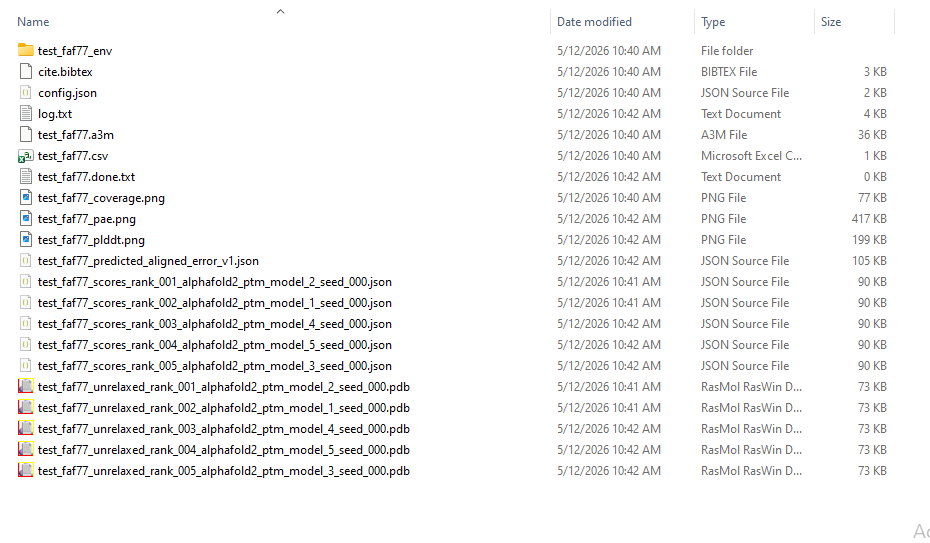 Name Date modified Type Size
test_faf77_env 5/12/2026 10:40 AM File folder
cite.bibtex 5/12/2026 10:40 AM BIBTEX File 3 KB
config.json 5/12/2026 10:40 AM JSON Source File 2 KB
log.txt 5/12/2026 10:42 AM Text Document 4 KB
test_faf77.a3m 5/12/2026 10:40 AM A3M File 36 KB
test_faf77.csv 5/12/2026 10:40 AM Microsoft Excel C... 1 KB
test_faf77.done.txt 5/12/2026 10:42 AM Text Document 0 KB
test_faf77_coverage.png 5/12/2026 10:42 AM PNG File 77 KB
test_faf77_pae.png 5/12/2026 10:42 AM PNG File 417 KB
test_faf77_plddt.png 5/12/2026 10:42 AM PNG File 199 KB
test_faf77_predicted_aligned_error_v1.json 5/12/2026 10:42 AM JSON Source File 105 KB
test_faf77_scores_rank_001_alphafold2_ptm_model_2_seed_000.json 5/12/2026 10:41 AM JSON Source File 90 KB
test_faf77_scores_rank_002_alphafold2_ptm_model_1_seed_000.json 5/12/2026 10:41 AM JSON Source File 90 KB
test_faf77_scores_rank_003_alphafold2_ptm_model_4_seed_000.json 5/12/2026 10:42 AM JSON Source File 90 KB
test_faf77_scores_rank_004_alphafold2_ptm_model_5_seed_000.json 5/12/2026 10:42 AM JSON Source File 90 KB
test_faf77_scores_rank_005_alphafold2_ptm_model_3_seed_000.json 5/12/2026 10:42 AM JSON Source File 90 KB
test_faf77_unrelaxed_rank_001_alphafold2_ptm_model_2_seed_000.pdb 5/12/2026 10:41 AM RasMol RasWin D... 73 KB
test_faf77_unrelaxed_rank_002_alphafold2_ptm_model_1_seed_000.pdb 5/12/2026 10:41 AM RasMol RasWin D... 73 KB
test_faf77_unrelaxed_rank_003_alphafold2_ptm_model_4_seed_000.pdb 5/12/2026 10:42 AM RasMol RasWin D... 73 KB
test_faf77_unrelaxed_rank_004_alphafold2_ptm_model_5_seed_000.pdb 5/12/2026 10:42 AM RasMol RasWin D... 73 KB
test_faf77_unrelaxed_rank_005_alphafold2_ptm_model_3_seed_000.pdb 5/12/2026 10:42 AM RasMol RasWin D... 73 KB